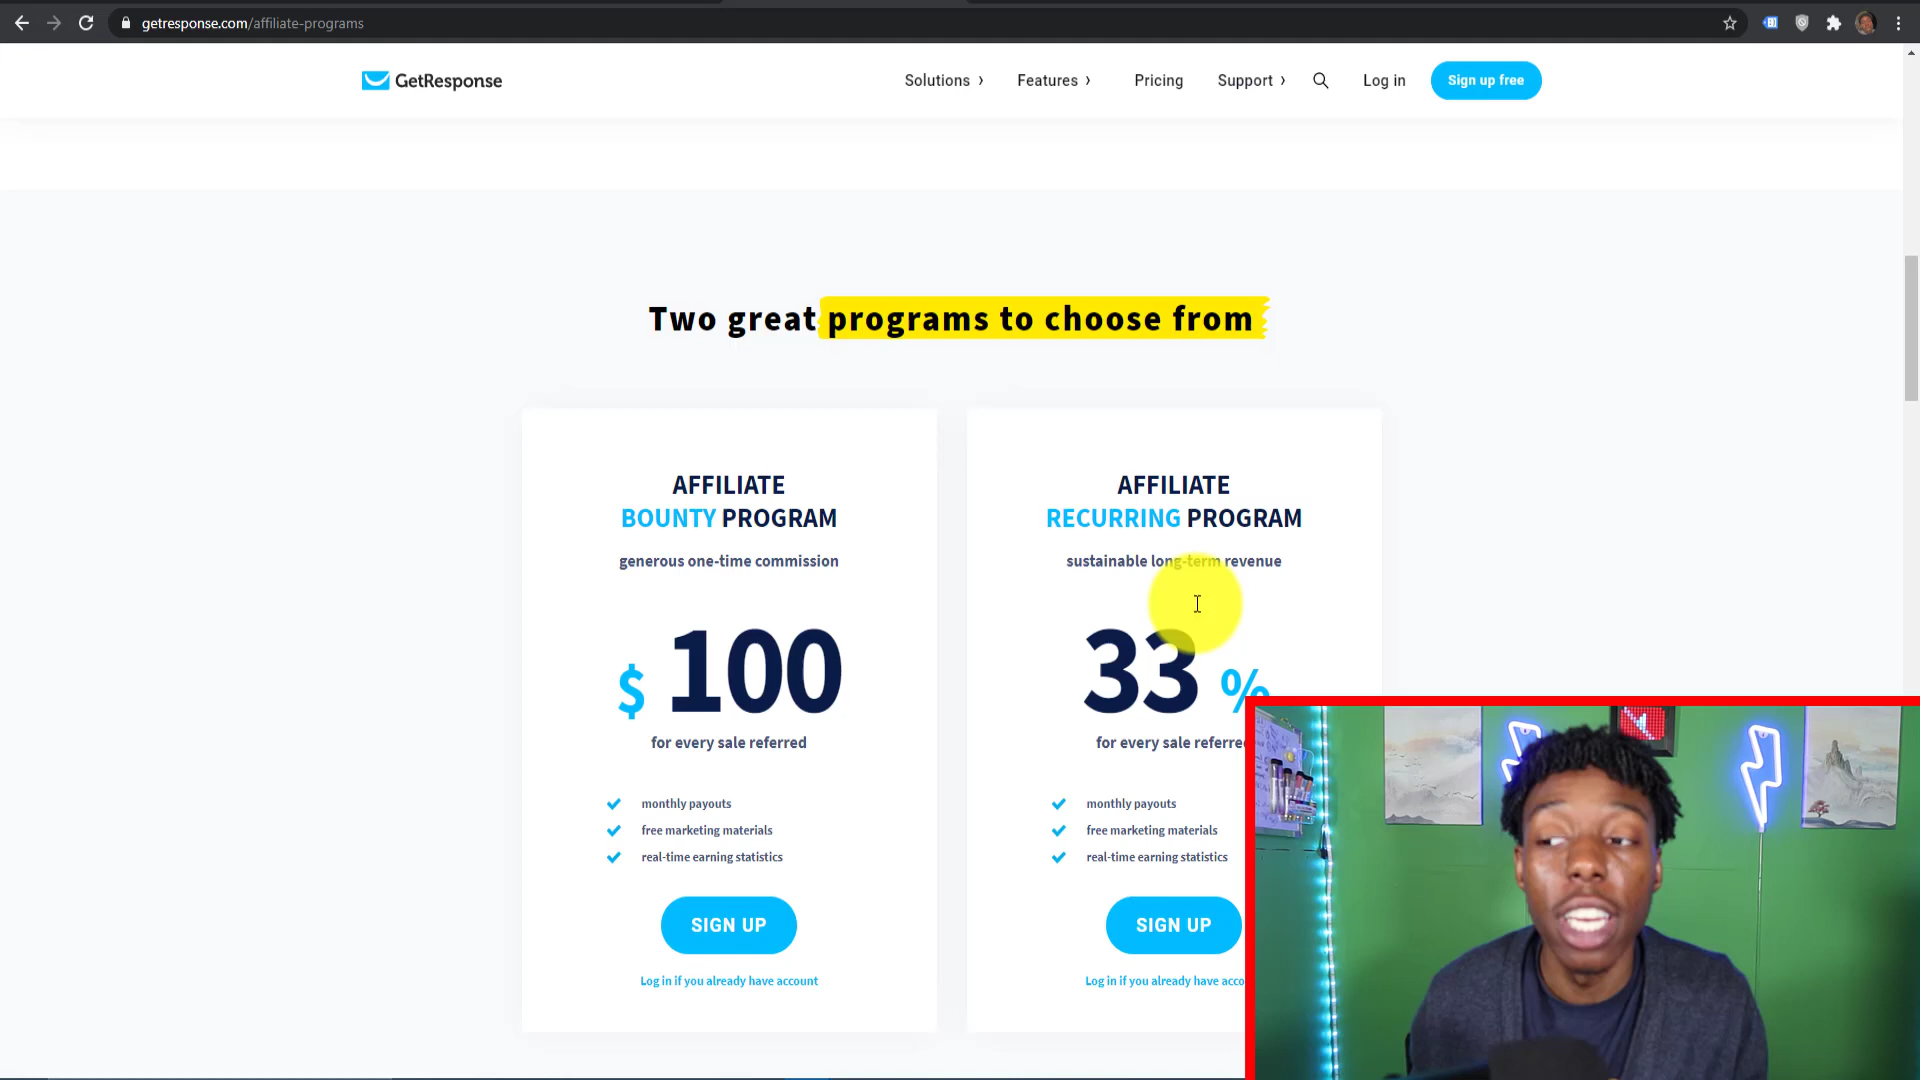 getresponse.com/affiliate-programs
GetResponse
Solutions ›
Features ›
Pricing
Support ›
Log in
Sign up free
Two great programs to choose from
AFFILIATE
BOUNTY PROGRAM
generous one-time commission
$ 100
for every sale referred
monthly payouts
free marketing materials
real-time earning statistics
SIGN UP
Log in if you already have account
AFFILIATE
RECURRING PROGRAM
sustainable long-term revenue
33 %
for every sale referre
monthly payouts
free marketing materials
real-time earning statistics
SIGN UP
Log in if you already have acco